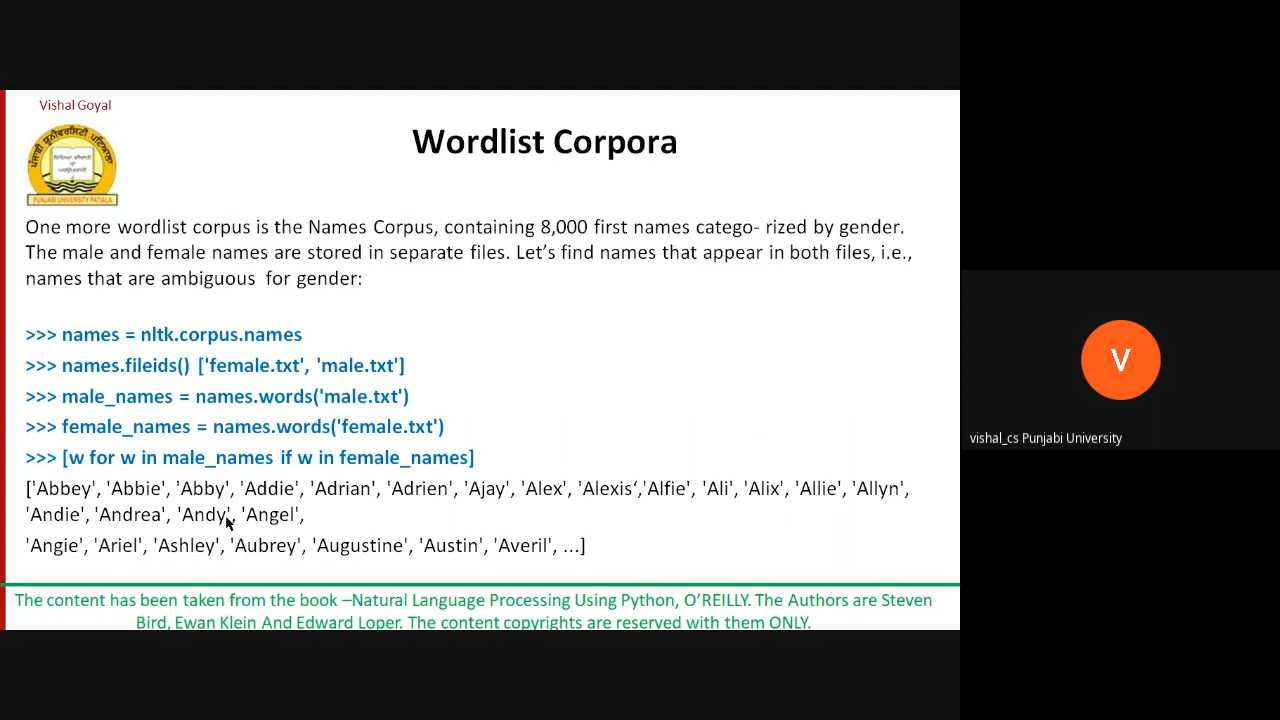 Vishal Goyal
ਪੰਜਾਬੀ ਯੂਨੀਵਰਸਿਟੀ ਪਟਿਆਲਾ
PUNJABI UNIVERSITY PATIALA
Wordlist Corpora
One more wordlist corpus is the Names Corpus, containing 8,000 first names catego- rized by gender.
The male and female names are stored in separate files. Let’s find names that appear in both files, i.e.,
names that are ambiguous for gender:
>>> names = nltk.corpus.names
>>> names.fileids() ['female.txt', 'male.txt']
>>> male_names = names.words('male.txt')
>>> female_names = names.words('female.txt')
>>> [w for w in male_names if w in female_names]
['Abbey', 'Abbie', 'Abby', 'Addie', 'Adrian', 'Adrien', 'Ajay', 'Alex', 'Alexis‘,'Alfie', 'Ali', 'Alix', 'Allie', 'Allyn',
'Andie', 'Andrea', 'Andy', 'Angel',
'Angie', 'Ariel', 'Ashley', 'Aubrey', 'Augustine', 'Austin', 'Averil', ...]
The content has been taken from the book –Natural Language Processing Using Python, O’REILLY. The Authors are Steven
Bird, Ewan Klein And Edward Loper. The content copyrights are reserved with them ONLY.
V
vishal_cs Punjabi University